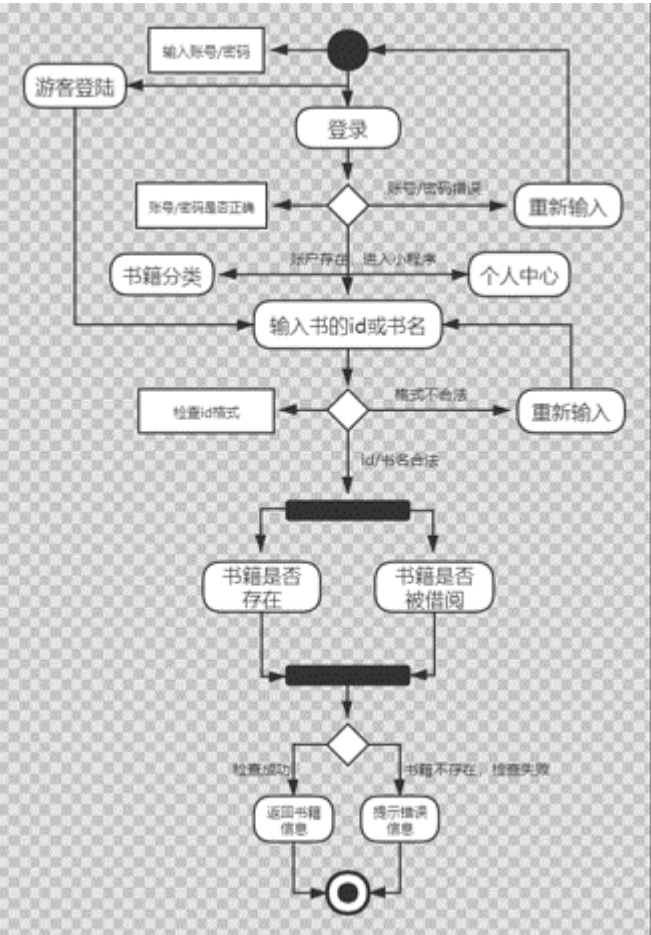 输入账号/密码
游客登陆
登录
账号/密码错误
账号/密码是否正确
重新输入
账户存在，进入小程序
书籍分类
个人中心
输入书的id或书名
格式不合法
检查id格式
重新输入
id/书名合法
书籍是否
存在
书籍是否
被借阅
检查成功
书籍不存在，检查失败
返回书籍
信息
提示错误
信息